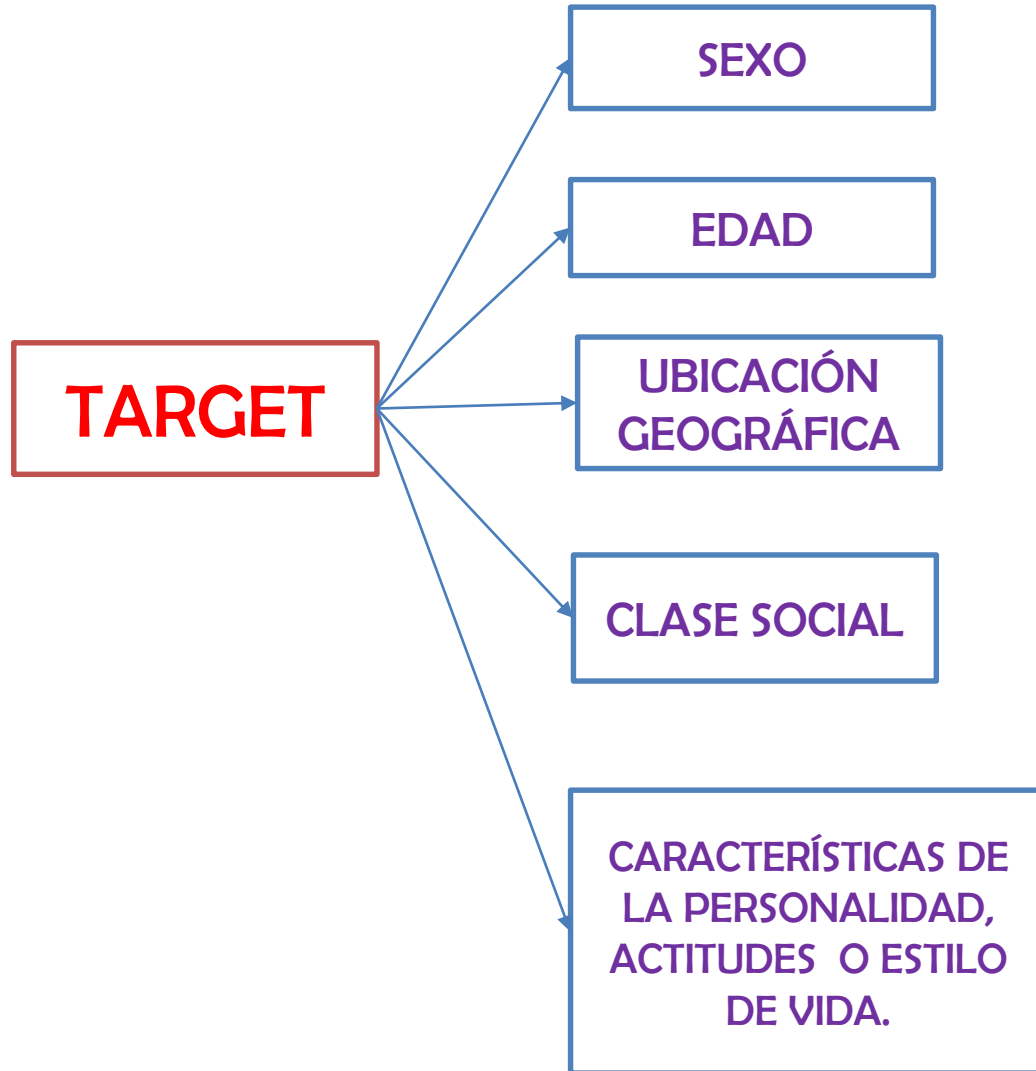 SEXO
EDAD
TARGET
UBICACIÓN
GEOGRÁFICA
CLASE SOCIAL
CARACTERÍSTICAS DE
LA PERSONALIDAD,
ACTITUDES O ESTILO
DE VIDA.